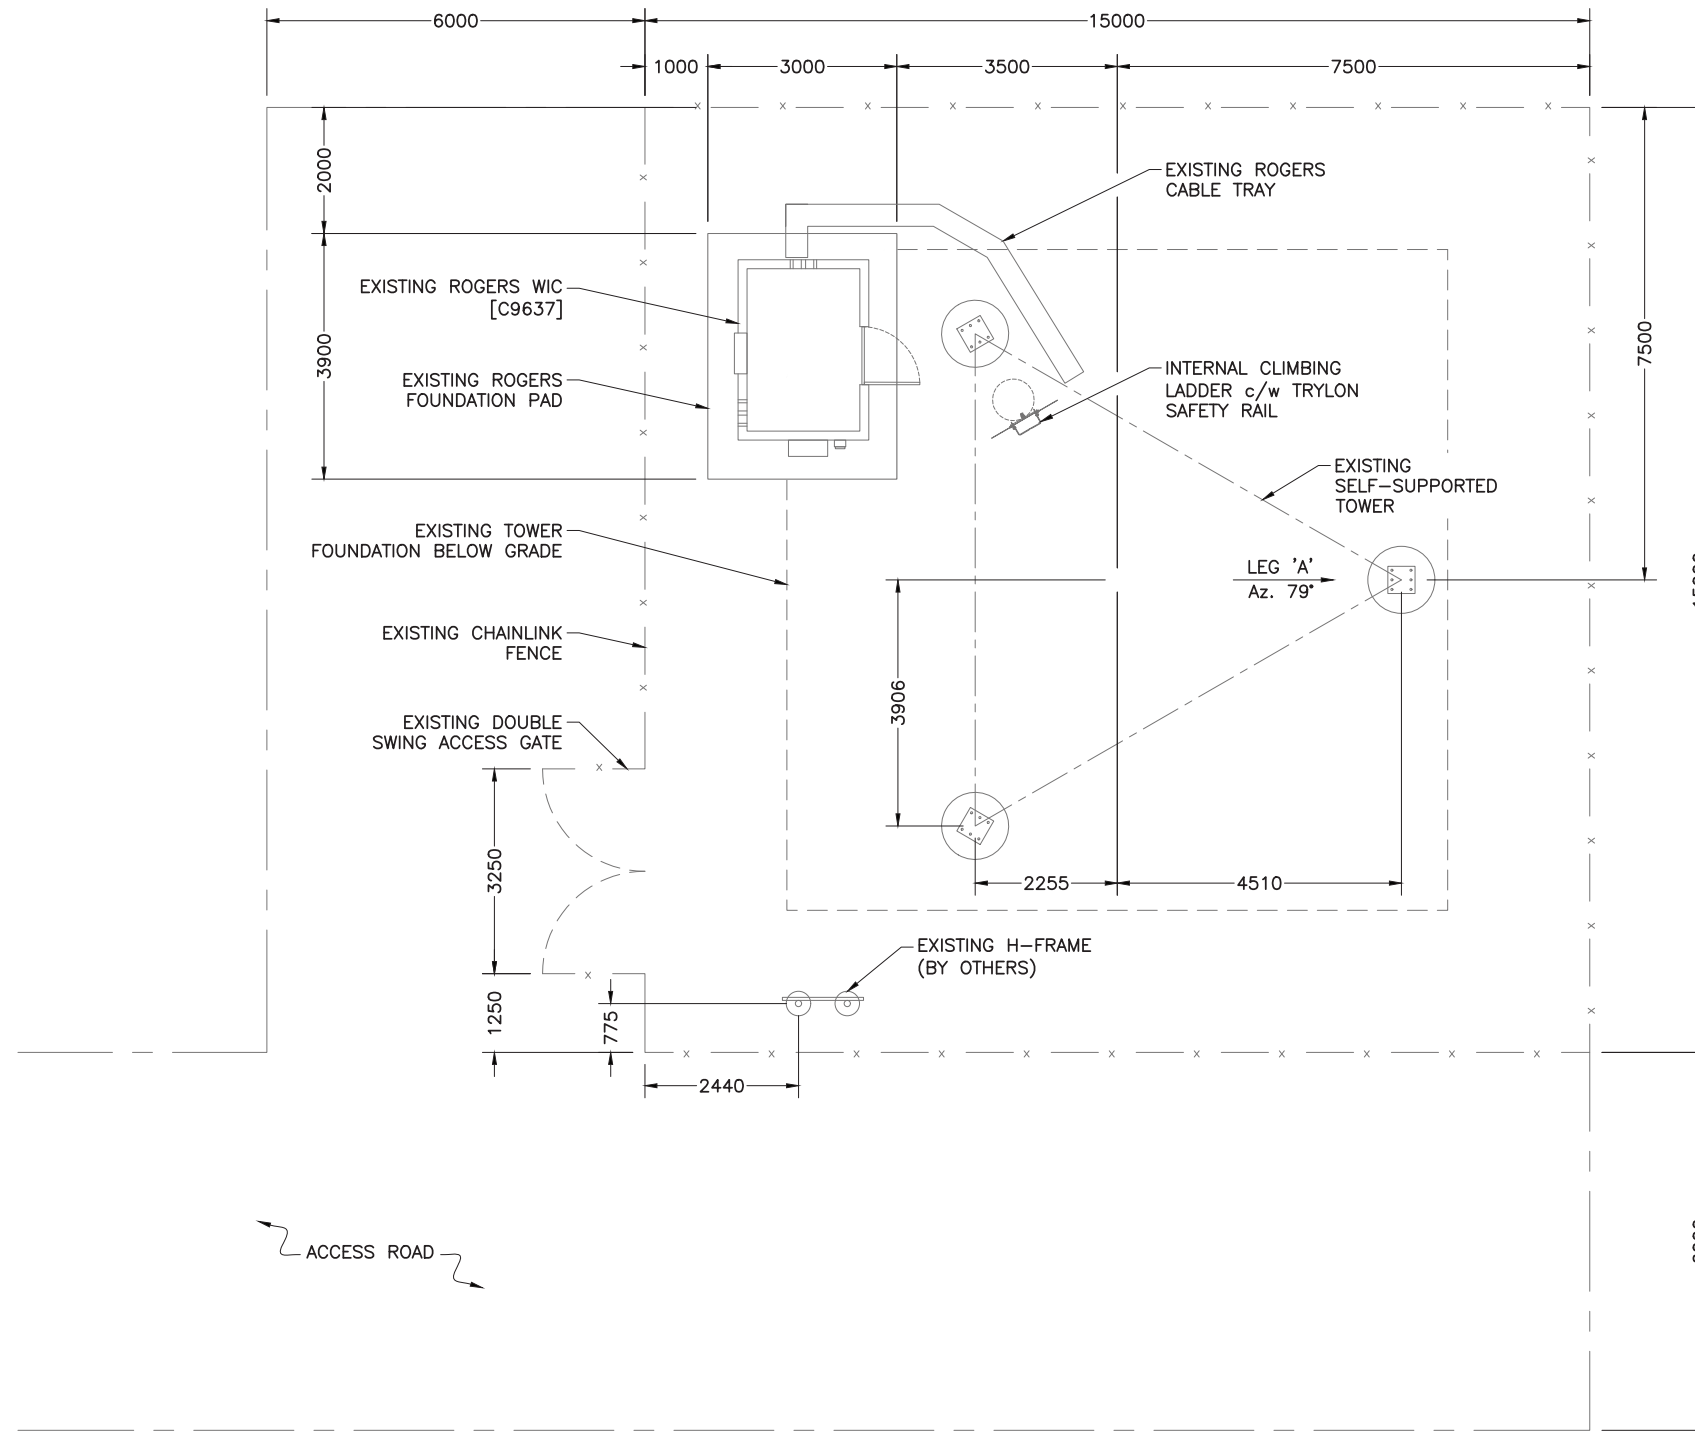 6000
15000
1000
3000
3500
7500
2000
EXISTING ROGERS
CABLE TRAY
EXISTING ROGERS WIC
[C9637]
3900
7500
EXISTING ROGERS
FOUNDATION PAD
INTERNAL CLIMBING
LADDER c/w TRYLON
SAFETY RAIL
EXISTING
SELF-SUPPORTED
TOWER
EXISTING TOWER
FOUNDATION BELOW GRADE
LEG 'A'
Az. 79°
EXISTING CHAINLINK
FENCE
3906
EXISTING DOUBLE
SWING ACCESS GATE
3250
2255
4510
EXISTING H-FRAME
(BY OTHERS)
1250
775
2440
ACCESS ROAD